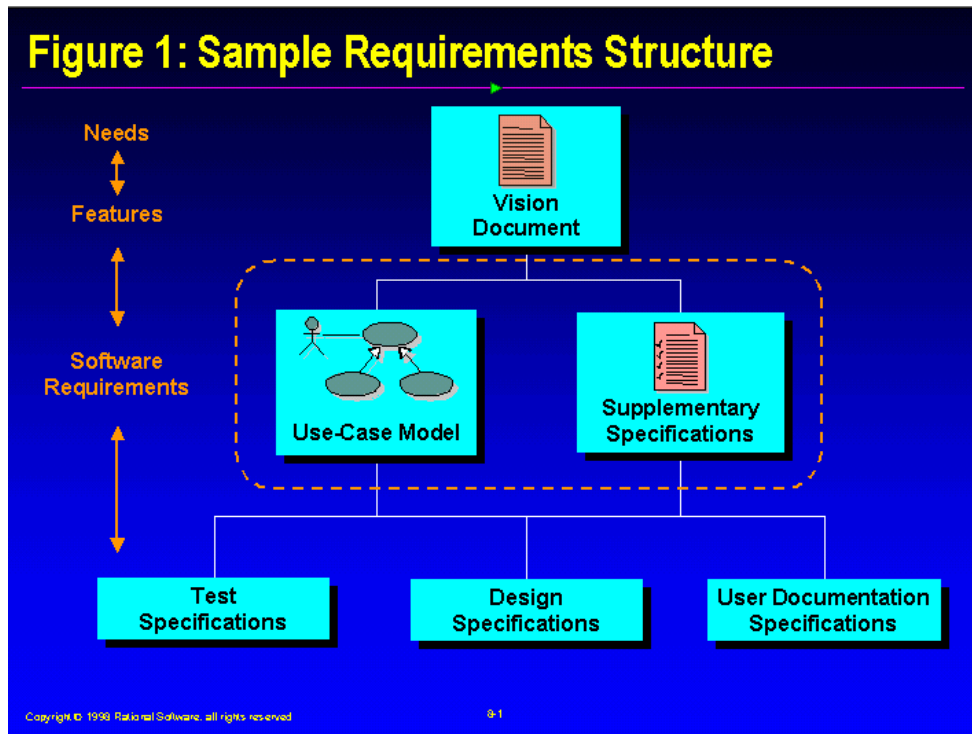 Figure 1: Sample Requirements Structure
Needs
Features
Software
Requirements
Vision
Document
Use-Case Model
Supplementary
Specifications
Test
Specifications
Design
Specifications
User Documentation
Specifications
Copyright © 1998 Rational Software, all rights reserved
8-1